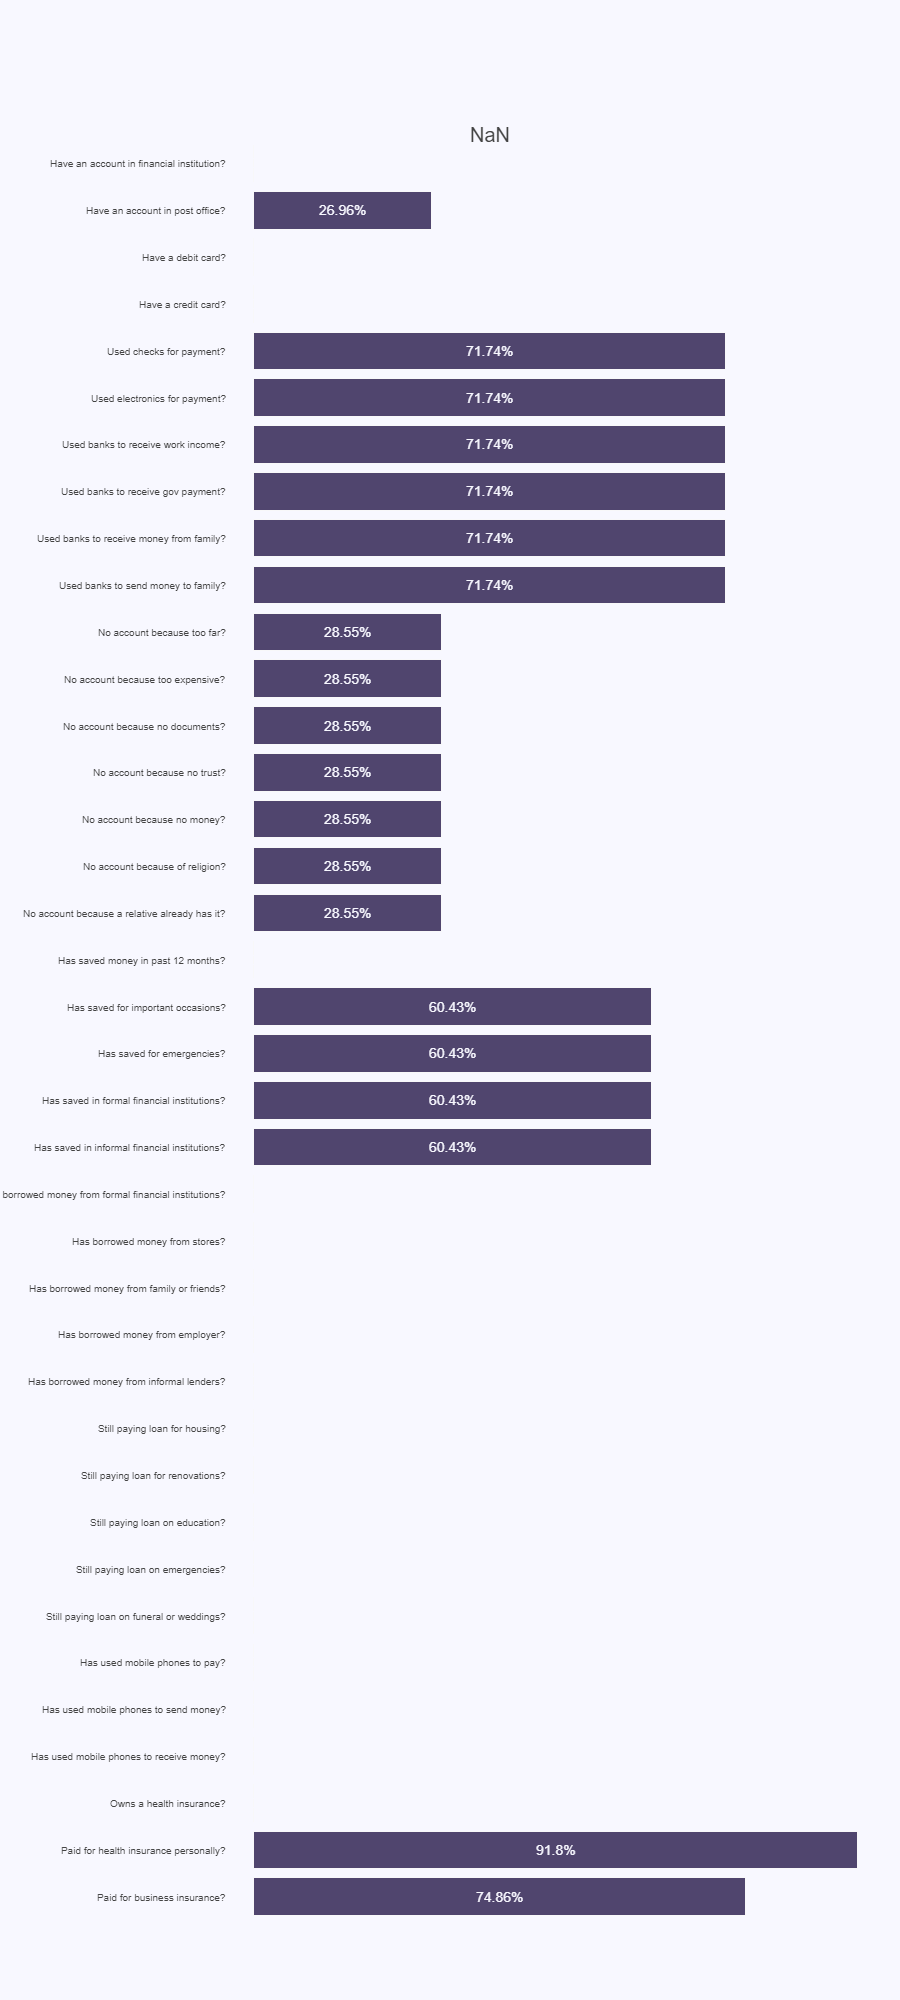 NaN
Have an account in financial institution?
Have an account in post office? 26.96%
Have a debit card?
Have a credit card?
Used checks for payment? 71.74%
Used electronics for payment? 71.74%
Used banks to receive work income? 71.74%
Used banks to receive gov payment? 71.74%
Used banks to receive money from family? 71.74%
Used banks to send money to family? 71.74%
No account because too far? 28.55%
No account because too expensive? 28.55%
No account because no documents? 28.55%
No account because no trust? 28.55%
No account because no money? 28.55%
No account because of religion? 28.55%
No account because a relative already has it? 28.55%
Has saved money in past 12 months?
Has saved for important occasions? 60.43%
Has saved for emergencies? 60.43%
Has saved in formal financial institutions? 60.43%
Has saved in informal financial institutions? 60.43%
borrowed money from formal financial institutions?
Has borrowed money from stores?
Has borrowed money from family or friends?
Has borrowed money from employer?
Has borrowed money from informal lenders?
Still paying loan for housing?
Still paying loan for renovations?
Still paying loan on education?
Still paying loan on emergencies?
Still paying loan on funeral or weddings?
Has used mobile phones to pay?
Has used mobile phones to send money?
Has used mobile phones to receive money?
Owns a health insurance?
Paid for health insurance personally? 91.8%
Paid for business insurance? 74.86%